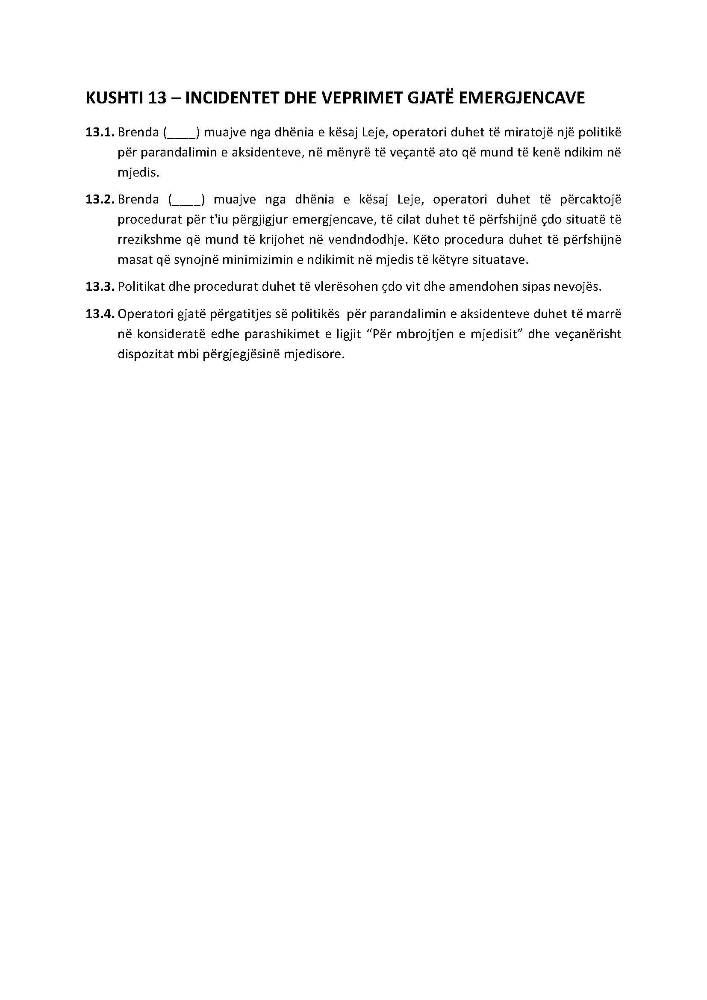 KUSHTI 13 – INCIDENTET DHE VEPRIMET GJATË EMERGJENCAVE
13.1. Brenda (____) muajve nga dhënia e kësaj Leje, operatori duhet të miratojë një politikë
për parandalimin e aksidenteve, në mënyrë të veçantë ato që mund të kenë ndikim në
mjedis.
13.2. Brenda (____) muajve nga dhënia e kësaj Leje, operatori duhet të përcaktojë
procedurat për t'iu përgjigjur emergjencave, të cilat duhet të përfshijnë çdo situatë të
rrezikshme që mund të krijohet në vendndodhje. Këto procedura duhet të përfshijnë
masat që synojnë minimizimin e ndikimit në mjedis të këtyre situatave.
13.3. Politikat dhe procedurat duhet të vlerësohen çdo vit dhe amendohen sipas nevojës.
13.4. Operatori gjatë përgatitjes së politikës  për parandalimin e aksidenteve duhet të marrë
në konsideratë edhe parashikimet e ligjit “Për mbrojtjen e mjedisit” dhe veçanërisht
dispozitat mbi përgjegjësinë mjedisore.